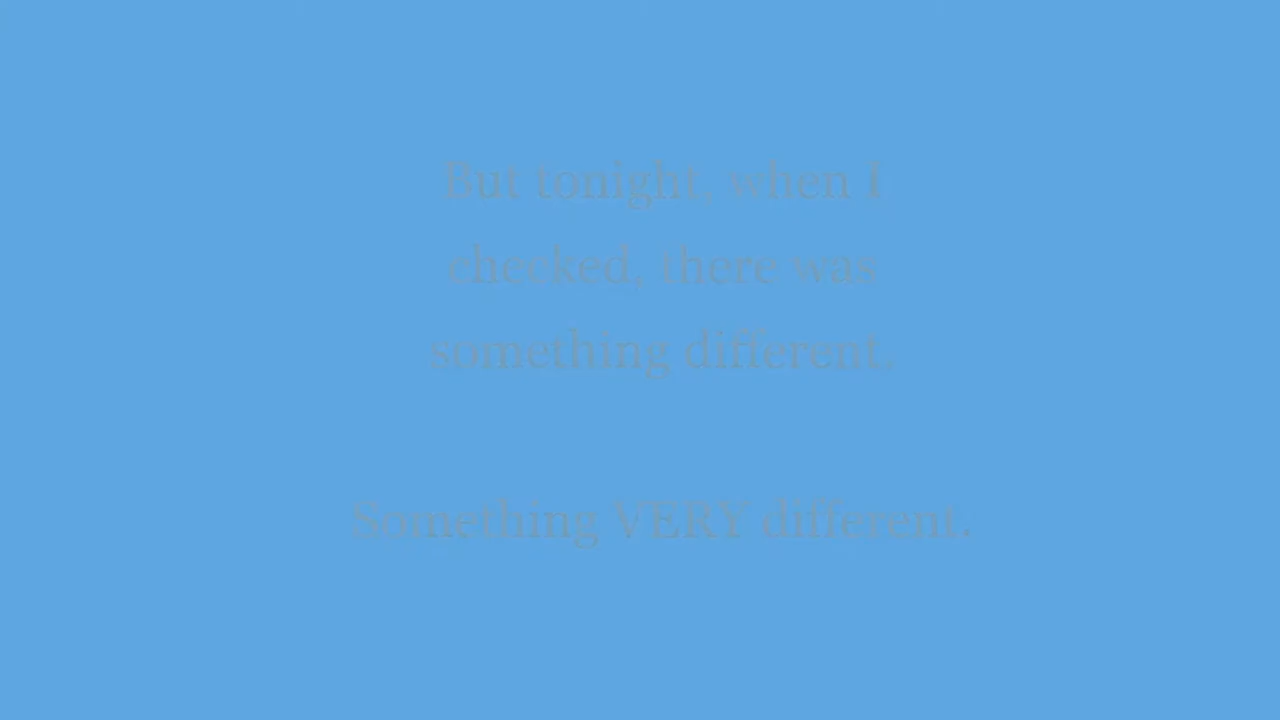 But tonight, when I
checked, there was
something different.
Something VERY different.